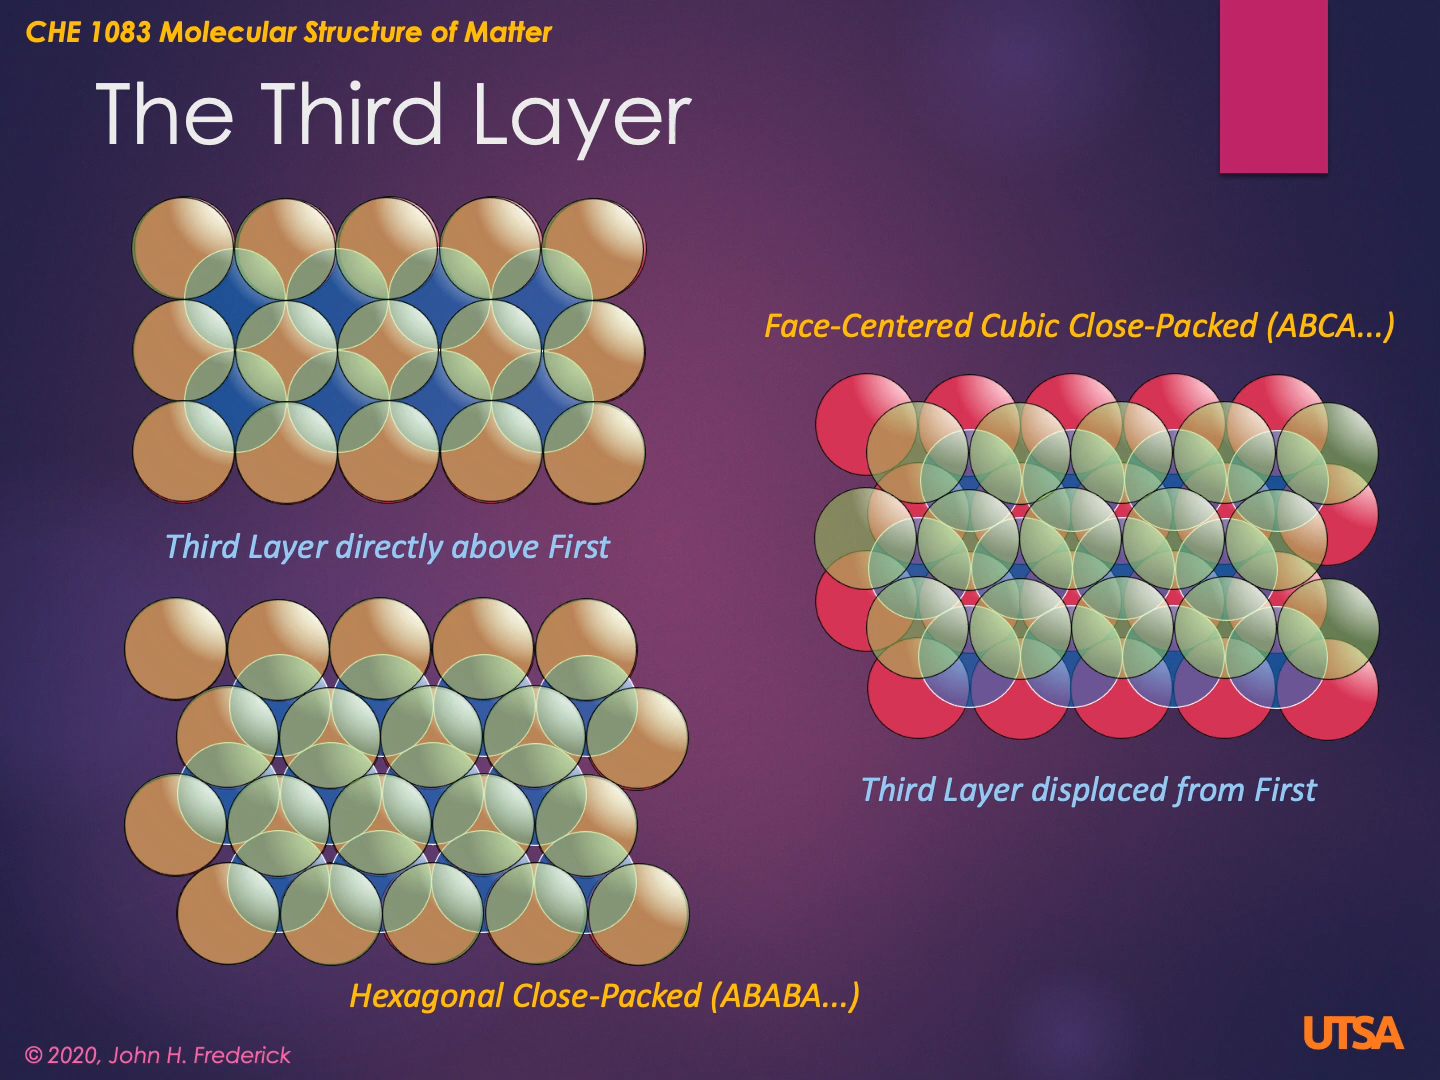 CHE 1083 Molecular Structure of Matter
The Third Layer
Third Layer directly above First
Face-Centered Cubic Close-Packed (ABCA...)
Third Layer displaced from First
Hexagonal Close-Packed (ABABA...)
© 2020, John H. Frederick
UTSA